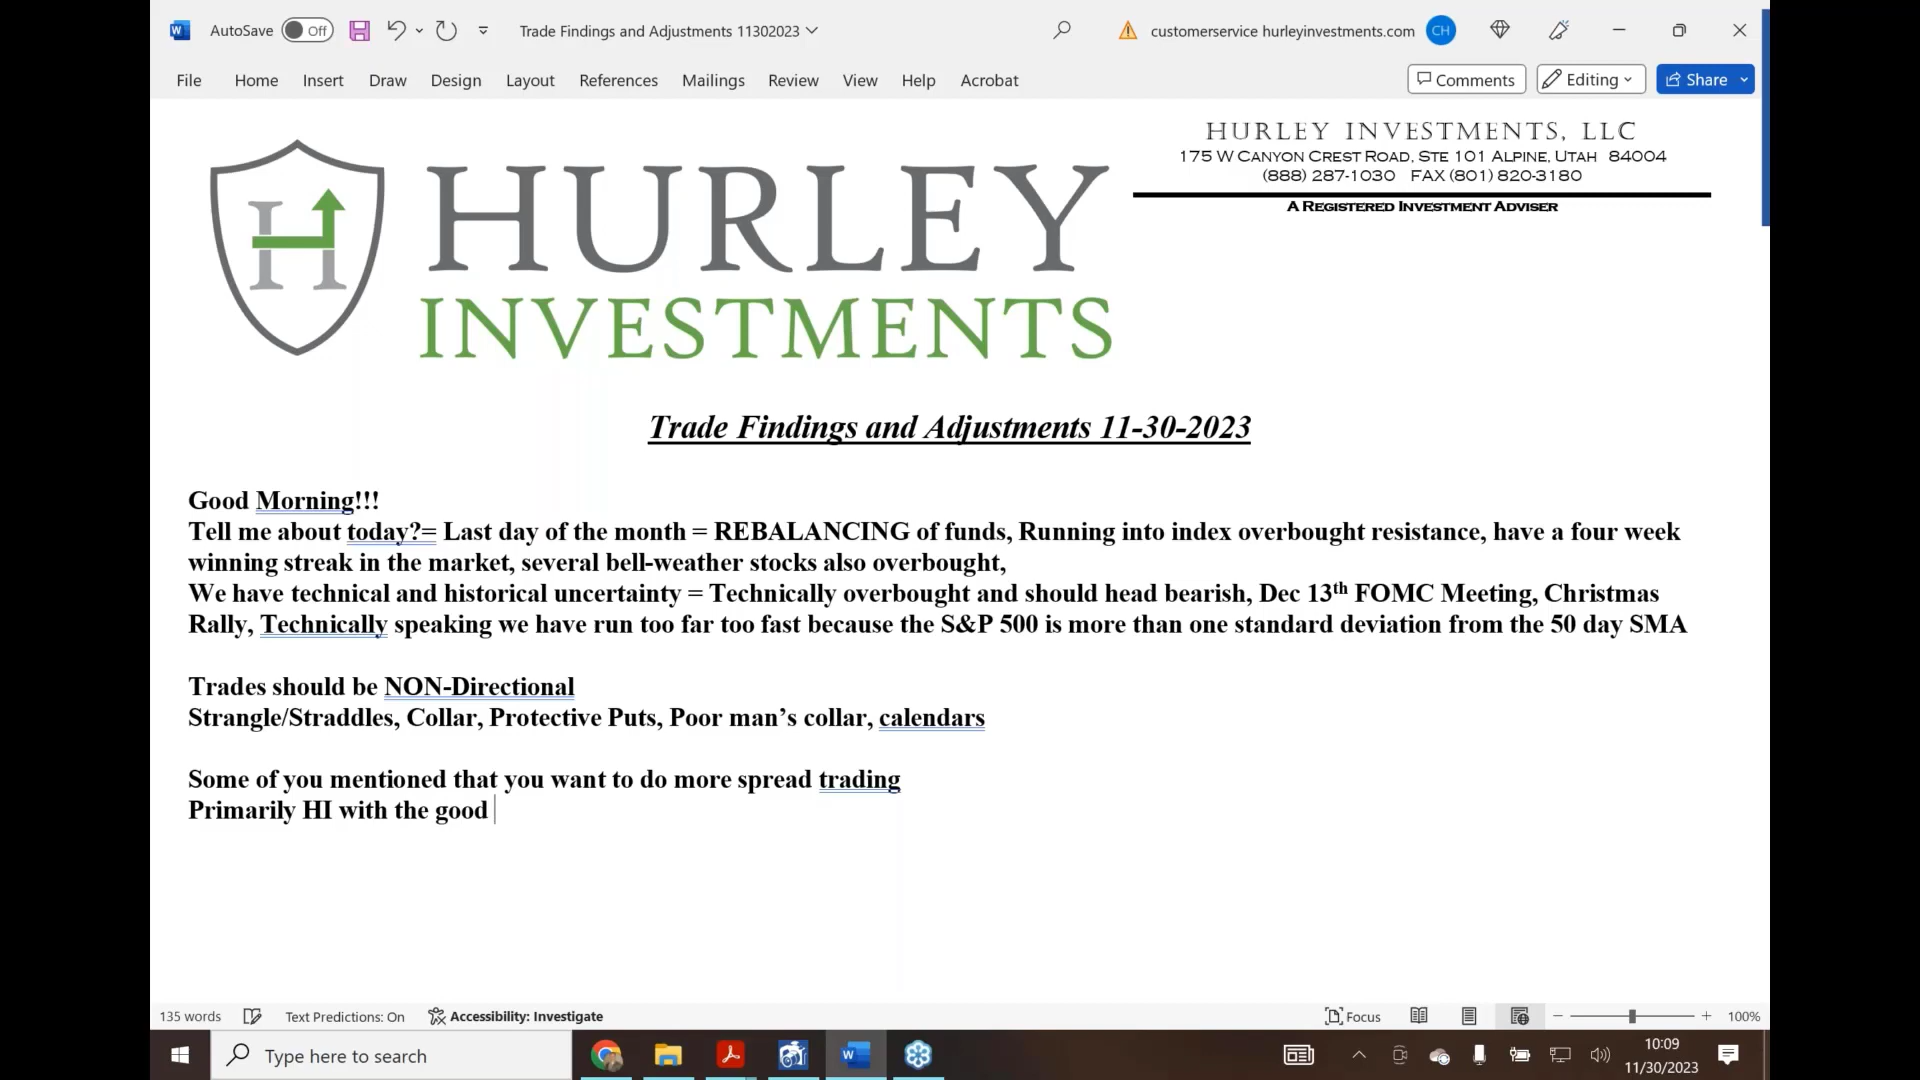 AutoSave Off Trade Findings and Adjustments 11302023 customerservice hurleyinvestments.com CH
File Home Insert Draw Design Layout References Mailings Review View Help Acrobat Comments Editing Share
HURLEY INVESTMENTS, LLC
175 W CANYON CREST ROAD, STE 101 ALPINE, UTAH 84004
(888) 287-1030 FAX (801) 820-3180
A REGISTERED INVESTMENT ADVISER
H
HURLEY
INVESTMENTS
Trade Findings and Adjustments 11-30-2023
Good Morning!!!
Tell me about today?= Last day of the month = REBALANCING of funds, Running into index overbought resistance, have a four week
winning streak in the market, several bell-weather stocks also overbought,
We have technical and historical uncertainty = Technically overbought and should head bearish, Dec 13th FOMC Meeting, Christmas
Rally, Technically speaking we have run too far too fast because the S&P 500 is more than one standard deviation from the 50 day SMA
Trades should be NON-Directional
Strangle/Straddles, Collar, Protective Puts, Poor man's collar, calendars
Some of you mentioned that you want to do more spread trading
Primarily HI with the good
135 words Text Predictions: On Accessibility: Investigate Focus 100%
Type here to search
10:09
11/30/2023